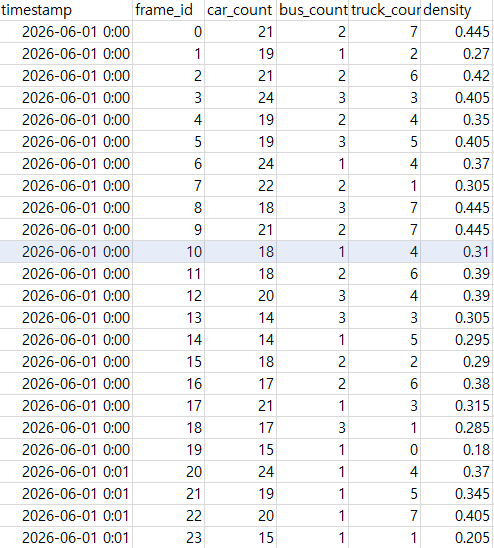 timestamp frame_id car_count bus_count truck_cour density
2026-06-01 0:00 0 21 2 7 0.445
2026-06-01 0:00 1 19 1 2 0.27
2026-06-01 0:00 2 21 2 6 0.42
2026-06-01 0:00 3 24 3 3 0.405
2026-06-01 0:00 4 19 2 4 0.35
2026-06-01 0:00 5 19 3 5 0.405
2026-06-01 0:00 6 24 1 4 0.37
2026-06-01 0:00 7 22 2 1 0.305
2026-06-01 0:00 8 18 3 7 0.445
2026-06-01 0:00 9 21 2 7 0.445
2026-06-01 0:00 10 18 1 4 0.31
2026-06-01 0:00 11 18 2 6 0.39
2026-06-01 0:00 12 20 3 4 0.39
2026-06-01 0:00 13 14 3 3 0.305
2026-06-01 0:00 14 14 1 5 0.295
2026-06-01 0:00 15 18 2 2 0.29
2026-06-01 0:00 16 17 2 6 0.38
2026-06-01 0:00 17 21 1 3 0.315
2026-06-01 0:00 18 17 3 1 0.285
2026-06-01 0:00 19 15 1 0 0.18
2026-06-01 0:01 20 24 1 4 0.37
2026-06-01 0:01 21 19 1 5 0.345
2026-06-01 0:01 22 20 1 7 0.405
2026-06-01 0:01 23 15 1 1 0.205